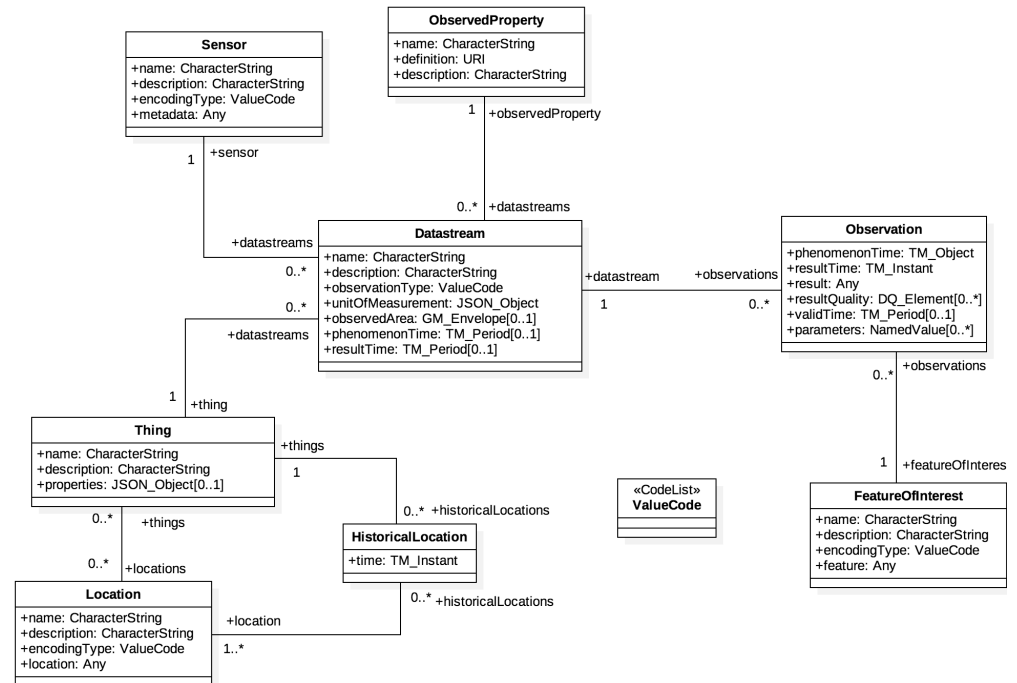 ObservedProperty
+name: CharacterString
+definition: URI
+description: CharacterString
Sensor
+name: CharacterString
+description: CharacterString
+encodingType: ValueCode
+metadata: Any
1
+observedProperty
1
+sensor
0..*
+datastreams
+datastreams
0..*
Datastream
+name: CharacterString
+description: CharacterString
+observationType: ValueCode
+unitOfMeasurement: JSON_Object
+observedArea: GM_Envelope[0..1]
+phenomenonTime: TM_Period[0..1]
+resultTime: TM_Period[0..1]
+datastream
1
+observations
0..*
Observation
+phenomenonTime: TM_Object
+resultTime: TM_Instant
+result: Any
+resultQuality: DQ_Element[0..*]
+validTime: TM_Period[0..1]
+parameters: NamedValue[0..*]
0..*
+datastreams
1
+thing
0..*
+observations
1
+featureOfInteres
Thing
+name: CharacterString
+description: CharacterString
+properties: JSON_Object[0..1]
+things
1
0..*
+historicalLocations
«CodeList»
ValueCode
FeatureOfInterest
+name: CharacterString
+description: CharacterString
+encodingType: ValueCode
+feature: Any
0..*
+things
0..*
+locations
HistoricalLocation
+time: TM_Instant
0..*
+historicalLocations
Location
+name: CharacterString
+description: CharacterString
+encodingType: ValueCode
+location: Any
+location
1..*